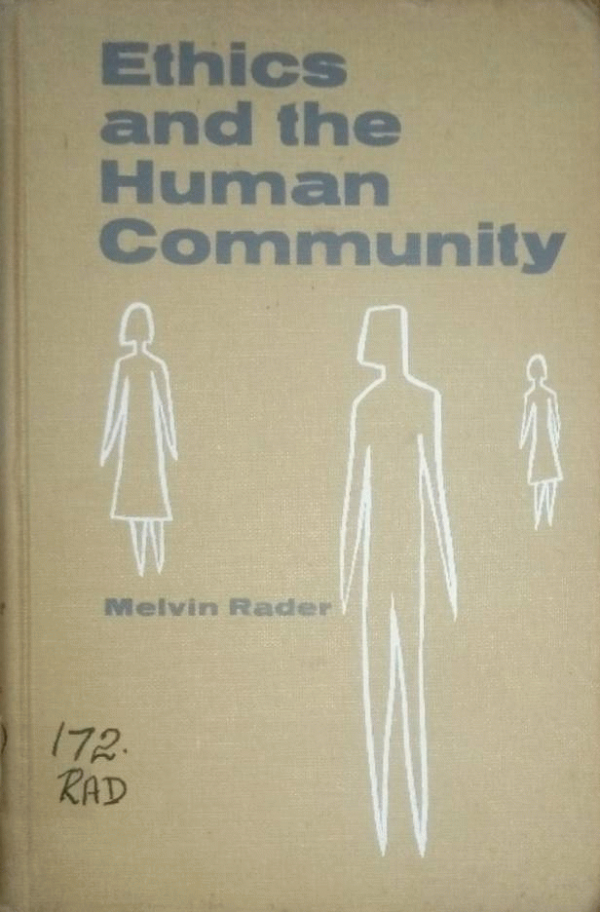 Ethics
and the
Human
Community
Melvin Rader
172.
RAD